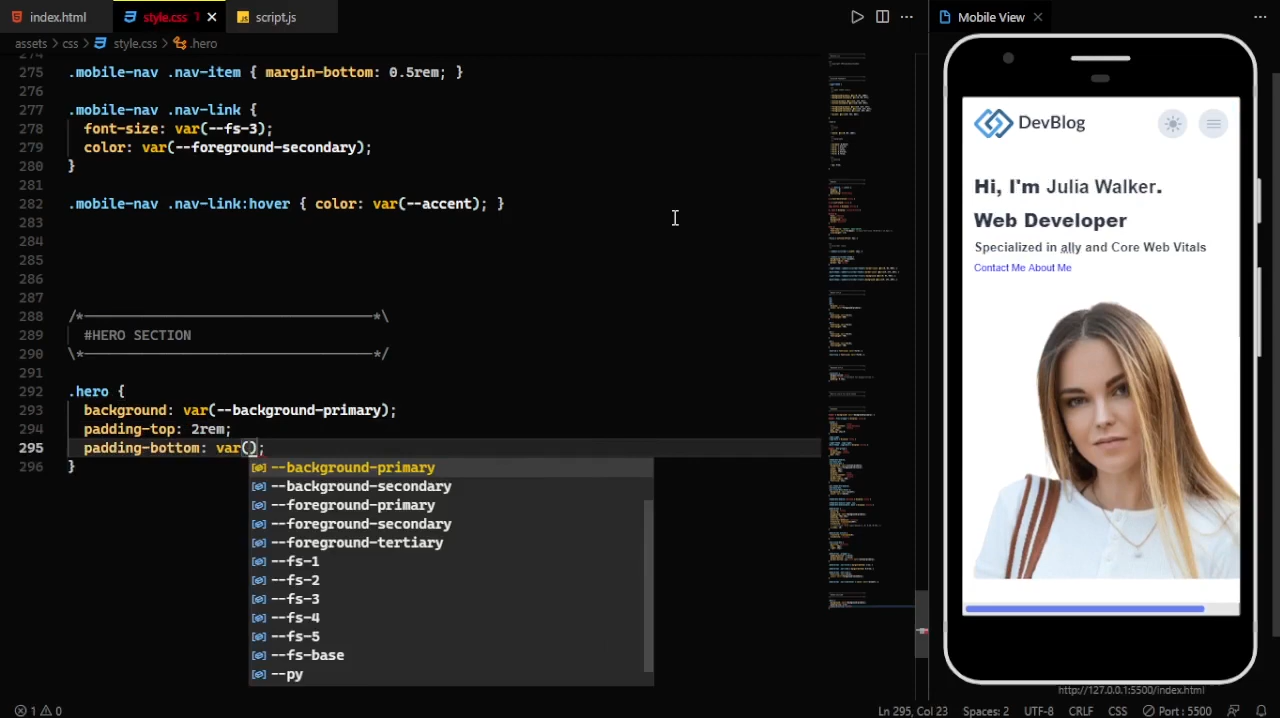 index.html
style.css 1
script.js
Mobile View
assets > css > style.css > .hero
274
275 .mobile-nav .nav-item { margin-bottom: 0.5rem; }
276
277 .mobile-nav .nav-link {
278 font-size: var(--fs-3);
279 color: var(--foreground-secondary);
280 }
281
282 .mobile-nav .nav-link:hover { color: var(--accent); }
283
284
285
286
287
288 /*-----------------------------------*\
289 #HERO SECTION
290 \*-----------------------------------*/
291
292 .hero {
293 background: var(--background-primary);
294 padding-top: 2rem;
295 padding-bottom: var();
296 }
--background-primary
--background-secondary
--foreground-primary
--foreground-secondary
--foreground-tertiary
--fs-1
--fs-2
--fs-3
--fs-4
--fs-5
--fs-base
--py
DevBlog
Hi, I'm Julia Walker.
Web Developer
Specialized in a11y and Core Web Vitals
Contact Me About Me
http://127.0.0.1:5500/index.html
1 0
Ln 295, Col 23 Spaces: 2 UTF-8 CRLF CSS Port : 5500